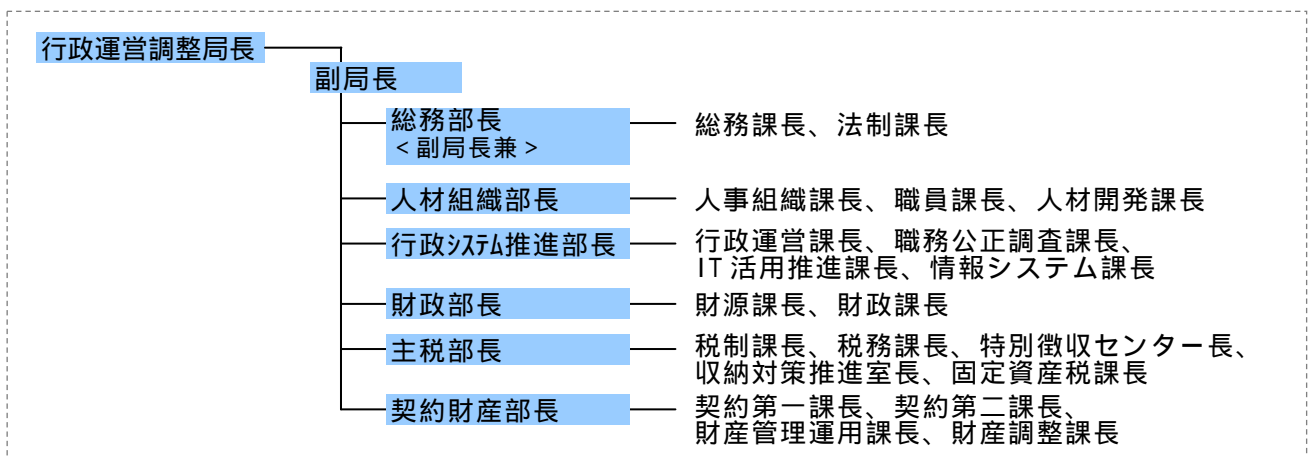 行政運営調整局長
副局長
総務部長
<副局長兼>
総務課長、法制課長
人材組織部長
人事組織課長、職員課長、人材開発課長
行政ｼｽﾃﾑ推進部長
行政運営課長、職務公正調査課長、
IT活用推進課長、情報システム課長
財政部長
財源課長、財政課長
主税部長
税制課長、税務課長、特別徴収センター長、
収納対策推進室長、固定資産税課長
契約財産部長
契約第一課長、契約第二課長、
財産管理運用課長、財産調整課長